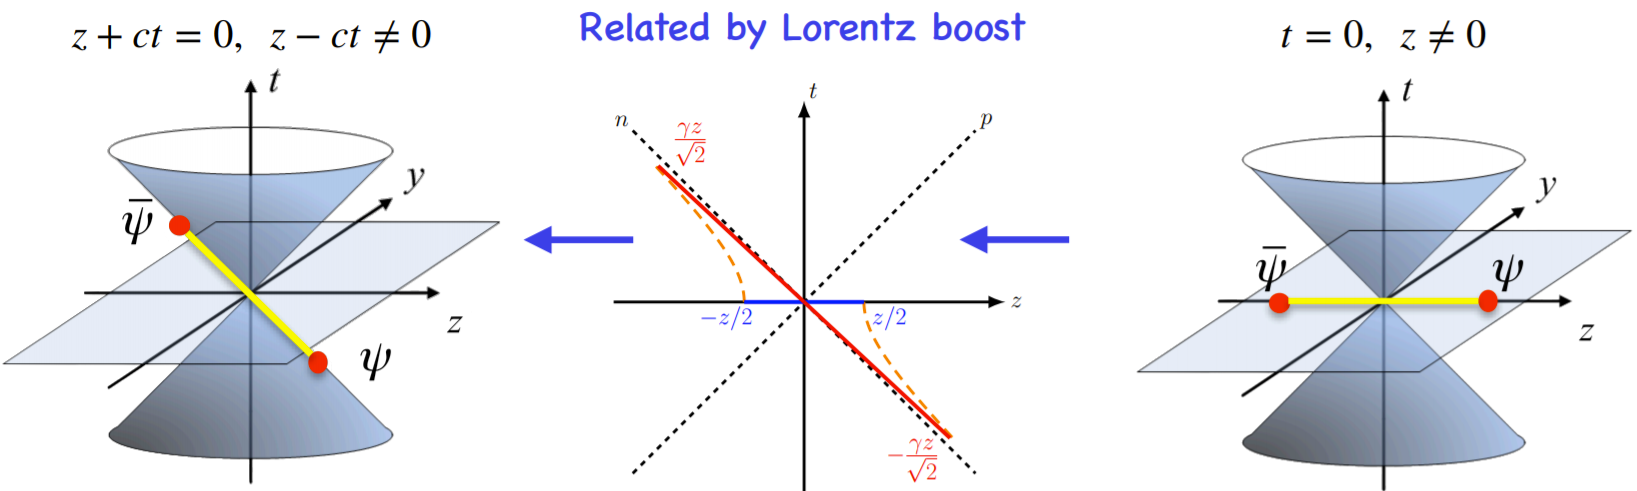 z + ct = 0, z − ct ≠ 0
t
y
ψ̄
z
ψ
Related by Lorentz boost
t
n
γz/√2
p
z
−z/2
z/2
−γz/√2
t = 0, z ≠ 0
t
y
ψ̄
ψ
z